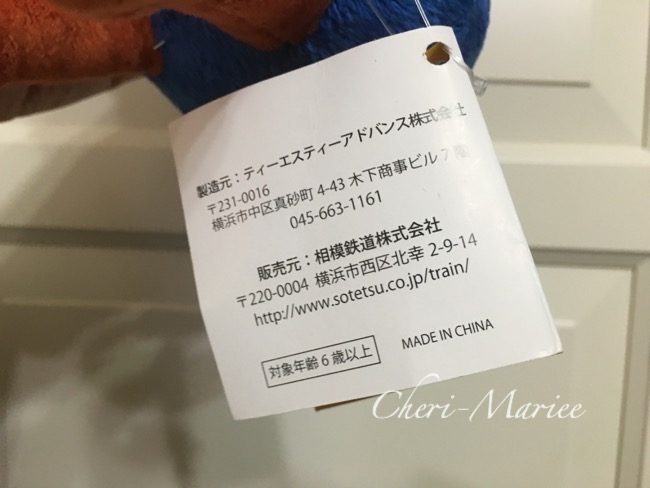 製造元：ティーエスティーアドバンス株式会社
〒231-0016
横浜市中区真砂町 4-43 木下商事ビル 7 階
045-663-1161
販売元：相模鉄道株式会社
〒220-0004 横浜市西区北幸 2-9-14
http://www.sotetsu.co.jp/train/
対象年齢 6 歳以上
MADE IN CHINA
Cheri-Mariee